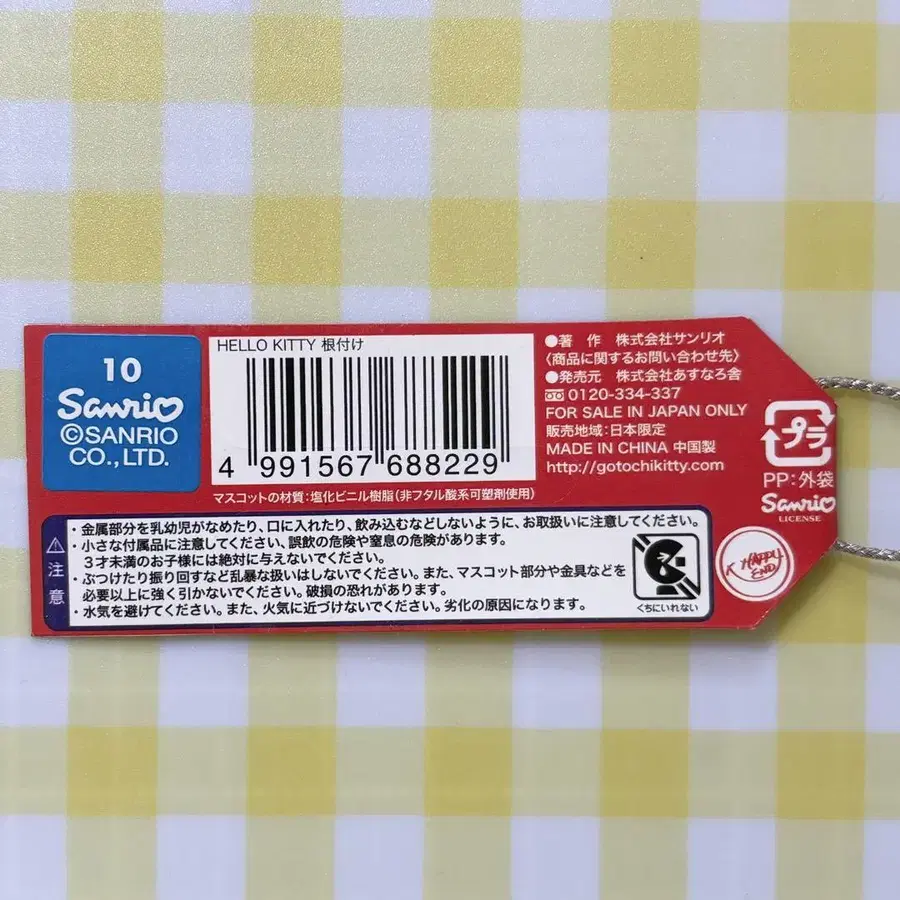 10
Sanrio
©SANRIO
CO.,LTD.
HELLO KITTY 根付け
4 991567 688229
マスコットの材質:塩化ビニル樹脂(非フタル酸系可塑剤使用)
●著 作 株式会社サンリオ
〈商品に関するお問い合わせ先〉
●発売元 株式会社あすなろ舎
0120-334-337
FOR SALE IN JAPAN ONLY
販売地域:日本限定
MADE IN CHINA 中国製
http://gotochikitty.com
プラ
PP:外袋
Sanrio
LICENSE
注意
・金属部分を乳幼児がなめたり、口に入れたり、飲み込むなどしないように、お取扱いに注意してください。
・小さな付属品に注意してください、誤飲の危険や窒息の危険があります。
3才未満のお子様には絶対に与えないでください。
・ぶつけたり振り回すなど乱暴な扱いはしないでください。また、マスコット部分や金具などを
必要以上に強く引かないでください。破損の恐れがあります。
・水気を避けてください。また、火気に近づけないでください。劣化の原因になります。
くちにいれない
HAPPY
END